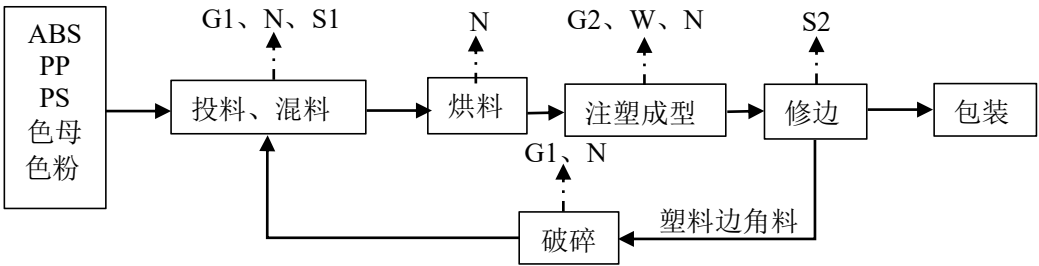 ABS
PP
PS
色母
色粉
G1、N、S1
投料、混料
N
烘料
G2、W、N
注塑成型
S2
修边
包装
G1、N
破碎
塑料边角料